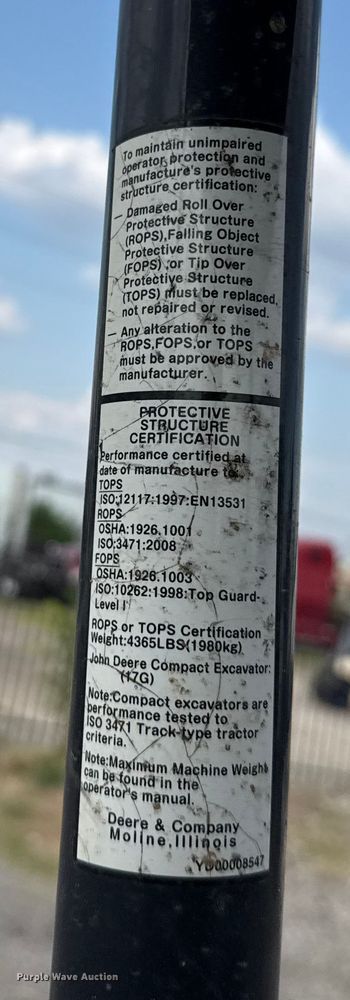 To maintain unimpaired
operator protection and
manufacture's protective
structure certification:
— Damaged Roll Over
Protective Structure
(ROPS),Falling Object
Protective Structure
(FOPS) ,or Tip Over
Protective Structure
(TOPS) must be replaced,
not repaired or revised.
— Any alteration to the
ROPS,FOPS,or TOPS
must be approved by the
manufacturer.
PROTECTIVE
STRUCTURE
CERTIFICATION
Performance certified at
date of manufacture to:
TOPS
ISO:12117:1997:EN13531
ROPS
OSHA:1926.1001
ISO:3471:2008
FOPS
OSHA:1926.1003
ISO:10262:1998:Top Guard-
Level I
ROPS or TOPS Certification
Weight:4365LBS(1980kg)
John Deere Compact Excavator:
(17G)
Note:Compact excavators are
performance tested to
ISO 3471 Track-type tractor
criteria.
Note:Maximum Machine Weight
can be found in the
operator's manual.
Deere & Company
Moline,Illinois
YD00008547
Purple Wave Auction